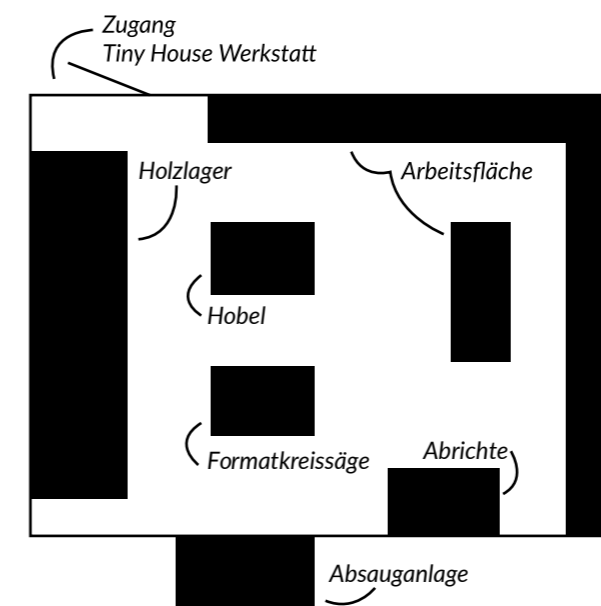 Zugang
Tiny House Werkstatt
Holzlager
Arbeitsfläche
Hobel
Formatkreissäge
Abrichte
Absauganlage